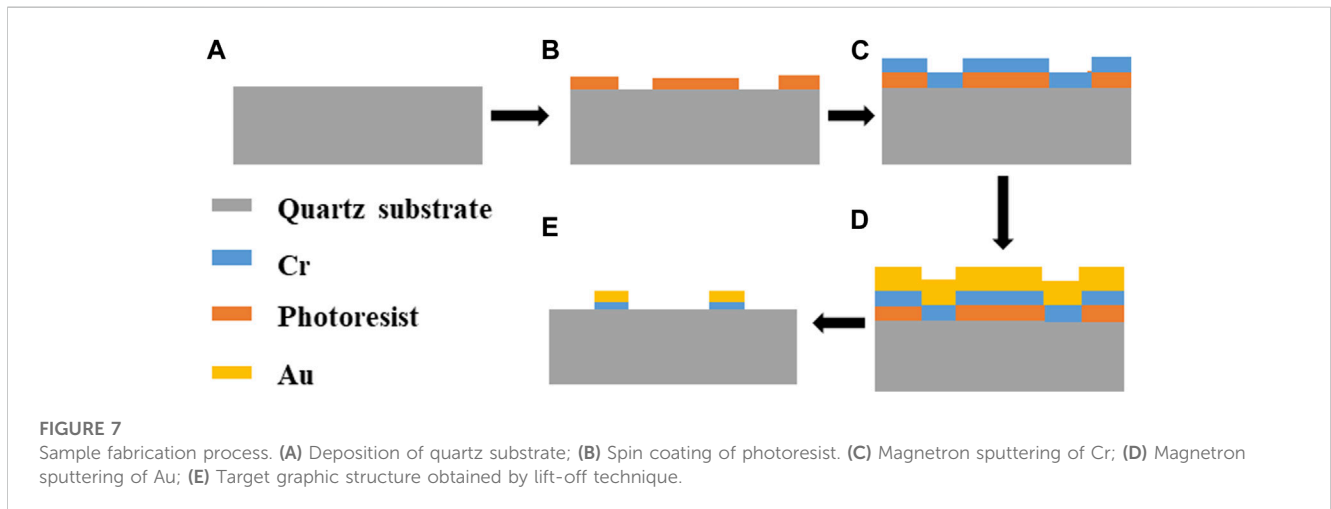 A
B
C
Quartz substrate
Cr
Photoresist
Au
E
D
FIGURE 7
Sample fabrication process. (A) Deposition of quartz substrate; (B) Spin coating of photoresist. (C) Magnetron sputtering of Cr; (D) Magnetron
sputtering of Au; (E) Target graphic structure obtained by lift-off technique.